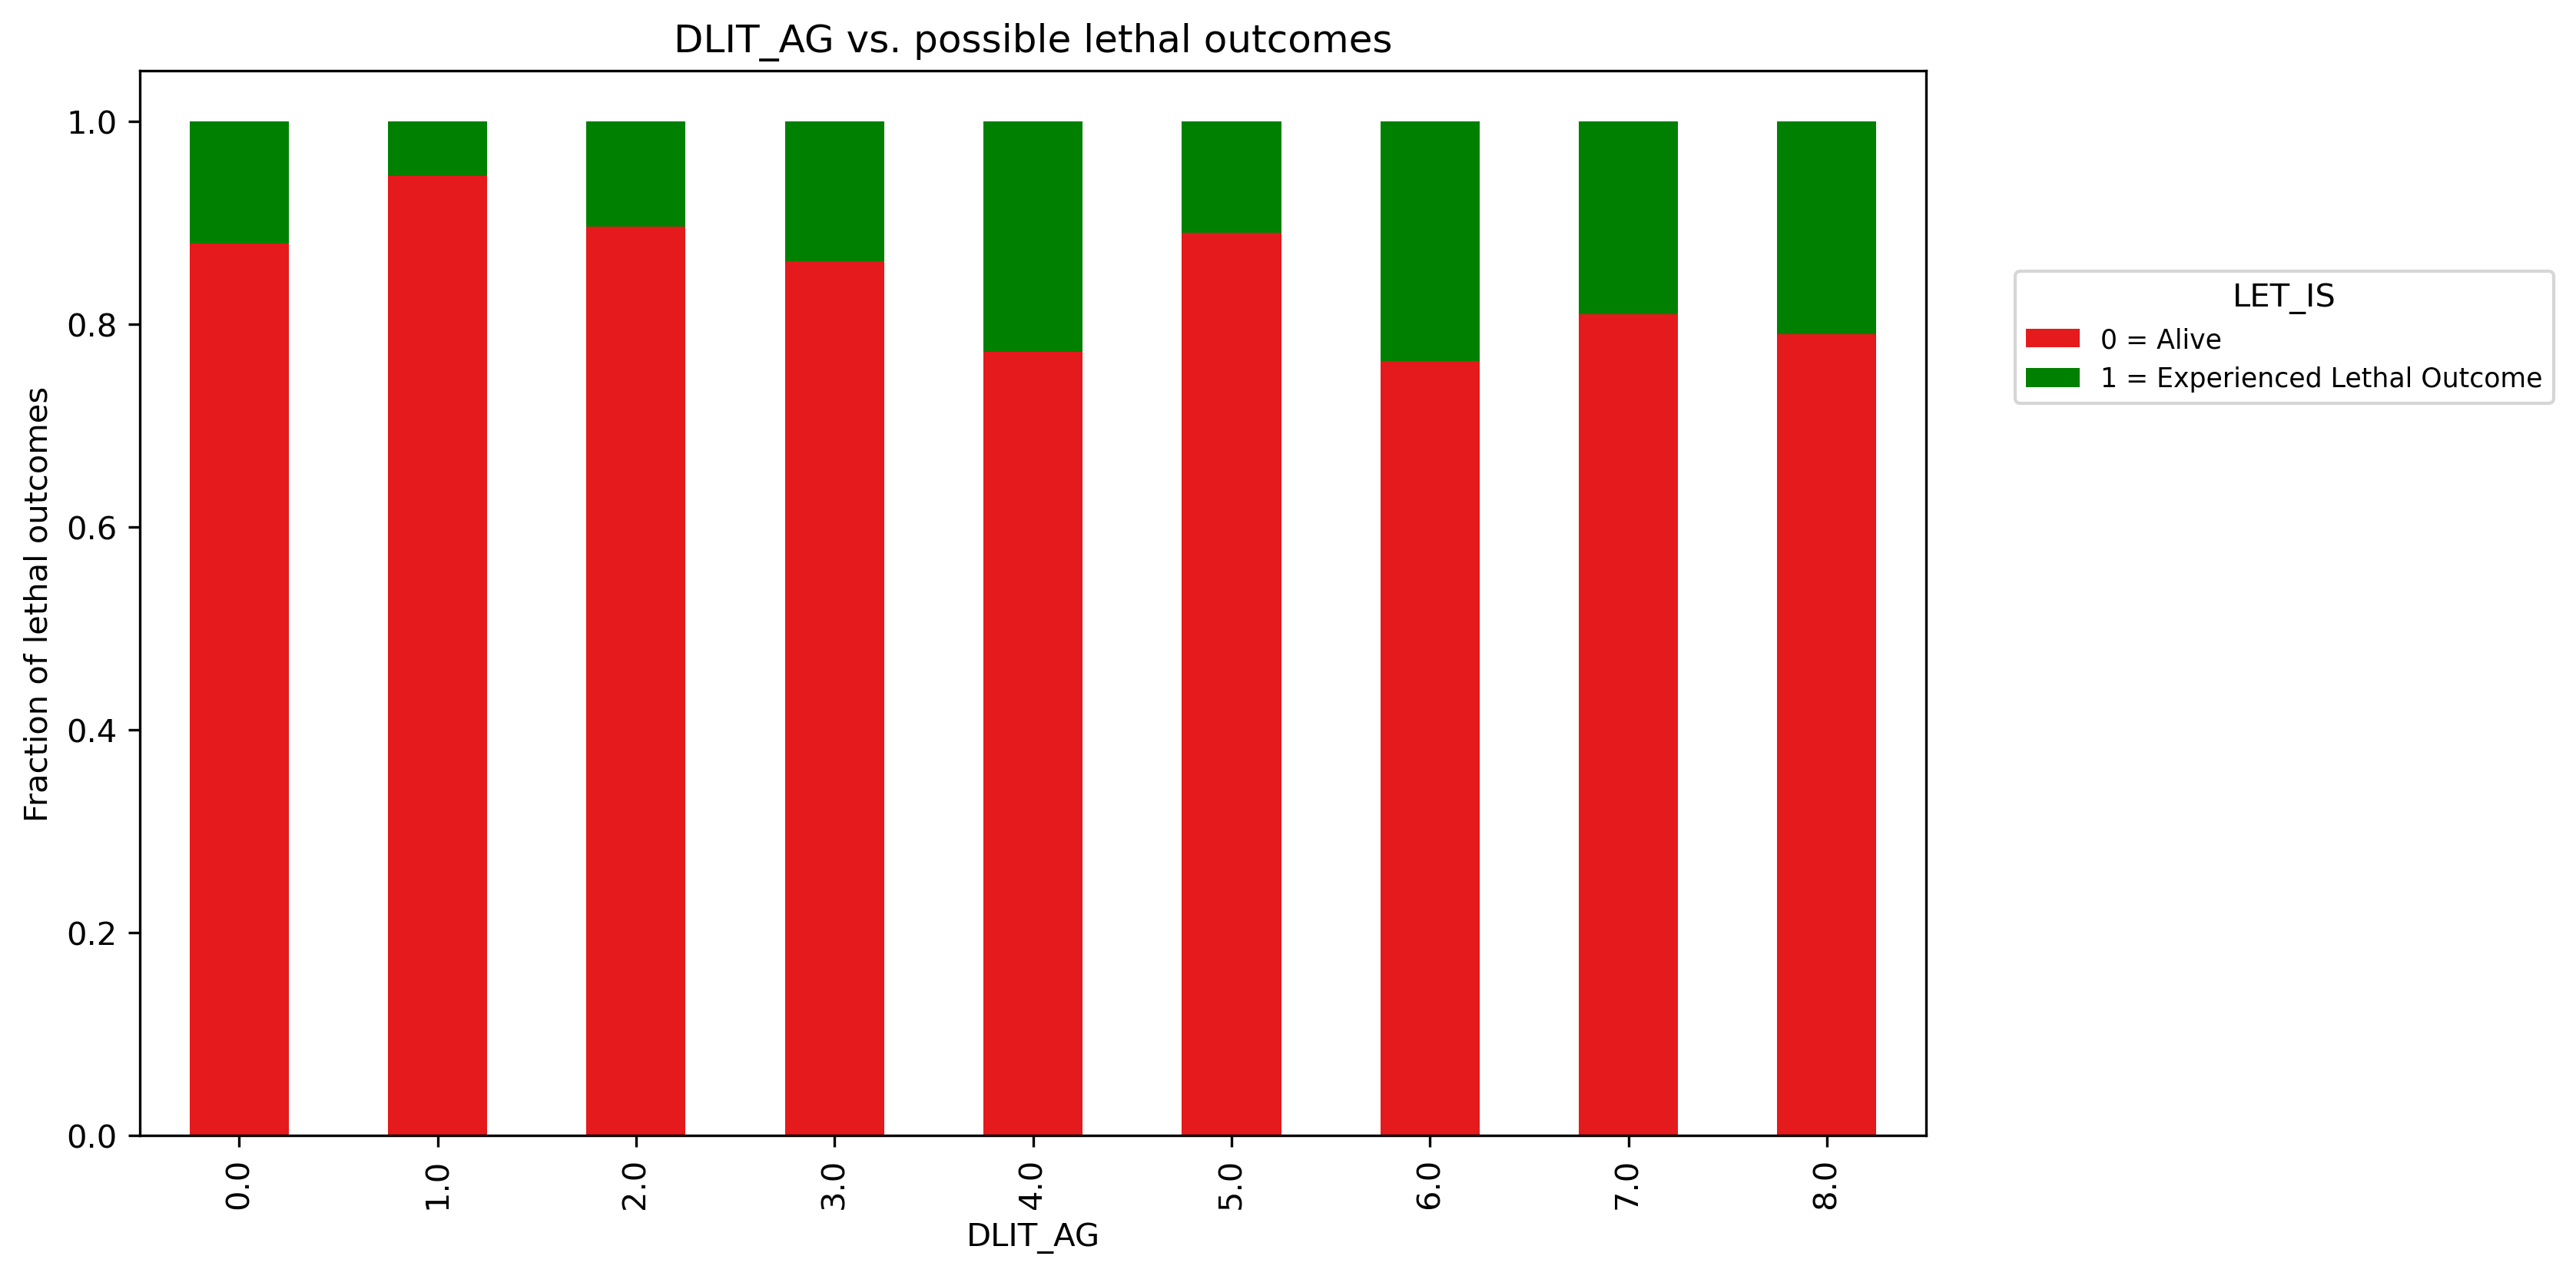 DLIT_AG vs. possible lethal outcomes
Fraction of lethal outcomes
1.0
0.8
0.6
0.4
0.2
0.0
0.0 1.0 2.0 3.0 4.0 5.0 6.0 7.0 8.0
DLIT_AG
LET_IS
0 = Alive
1 = Experienced Lethal Outcome